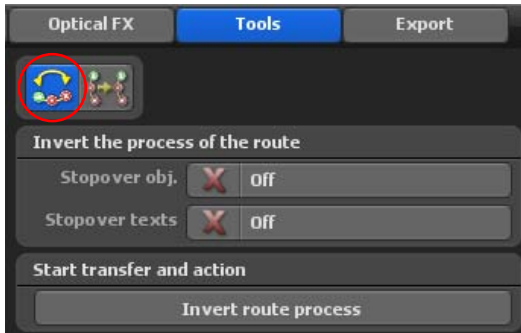 Optical FX Tools Export
Invert the process of the route
Stopover obj. Off
Stopover texts Off
Start transfer and action
Invert route process